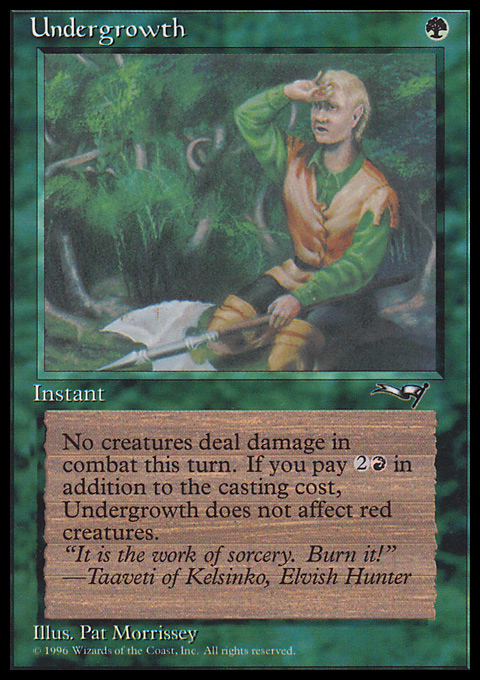 Undergrowth
Instant
No creatures deal damage in
combat this turn. If you pay 2 in
addition to the casting cost,
Undergrowth does not affect red
creatures.
“It is the work of sorcery. Burn it!”
—Taaveti of Kelsinko, Elvish Hunter
Illus. Pat Morrissey
© 1996 Wizards of the Coast, Inc. All rights reserved.